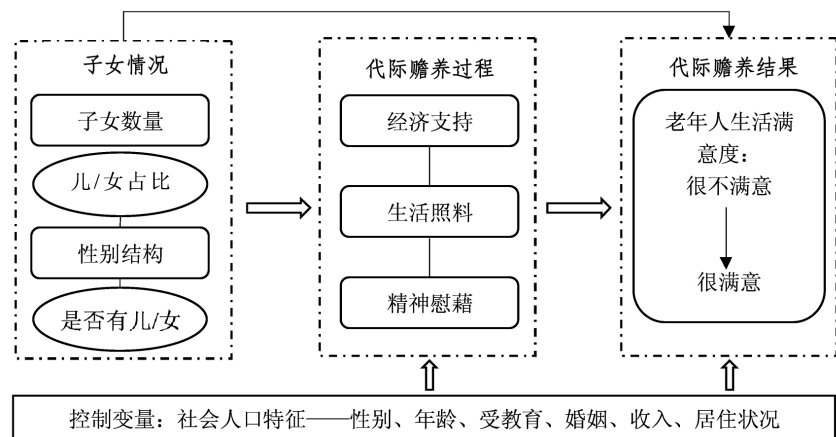 子女情况
子女数量
儿/女占比
性别结构
是否有儿/女
代际赡养过程
经济支持
生活照料
精神慰藉
代际赡养结果
老年人生活满
意度：
很不满意
很满意
控制变量：社会人口特征——性别、年龄、受教育、婚姻、收入、居住状况